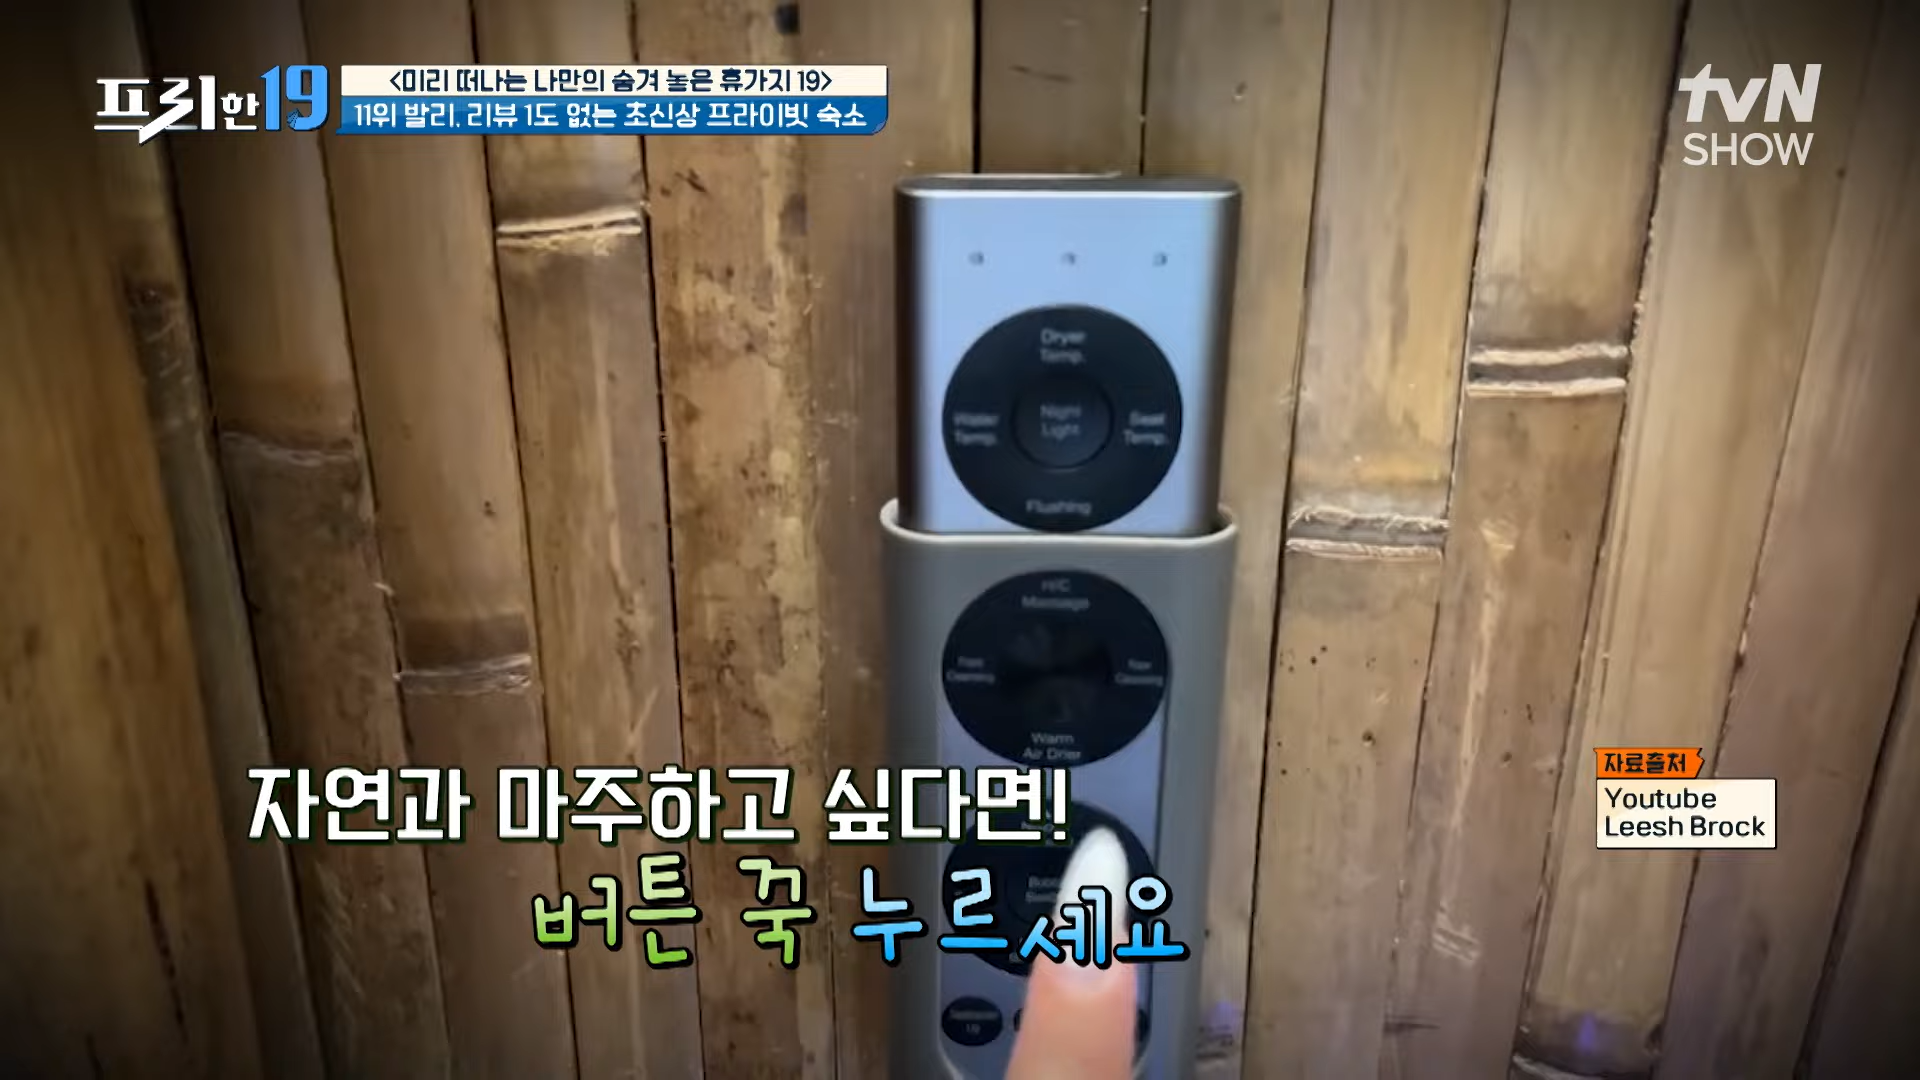 프리한19
<미리 떠나는 나만의 숨겨 놓은 휴가지 19>
11위 발리, 리뷰 1도 없는 초신상 프라이빗 숙소
tvN
SHOW
Dryer
Temp.
Water
Temp.
Night
Light
Seat
Temp.
Flushing
Massage
Warm
Air Drier
자료출처
Youtube
Leesh Brock
자연과 마주하고 싶다면!
버튼 죽 누르세요